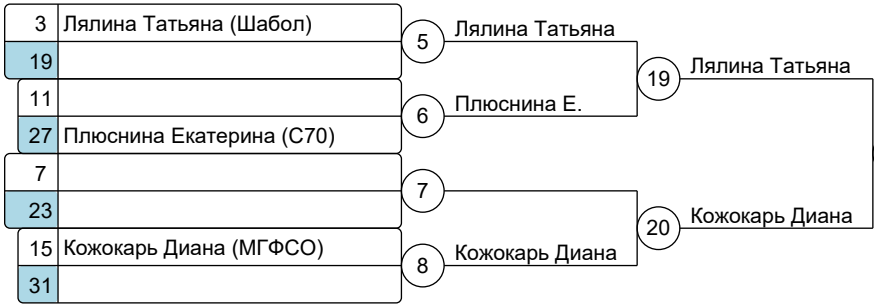 3 Лялина Татьяна (Шабол)
19
5 Лялина Татьяна
11
27 Плюснина Екатерина (С70)
6 Плюснина Е.
19 Лялина Татьяна
7
23
7
15 Кожокарь Диана (МГФСО)
31
8 Кожокарь Диана
20 Кожокарь Диана